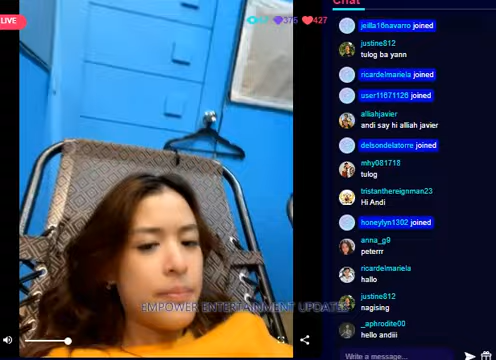 LIVE
375
427
Chat
jeilla16navarro joined
justine812
tulog ba yann
ricardelmariela joined
user11671126 joined
alliahjavier
andi say hi alliah javier
delsondelatorre joined
mhy081718
tulog
tristanthereignman23
Hi Andi
honeylyn1302 joined
anna_g9
peterrr
ricardelmariela
hallo
justine812
nagising
_aphrodite00
hello andiii
EMPOWER ENTERTAINMENT UPDATES
Write a message...